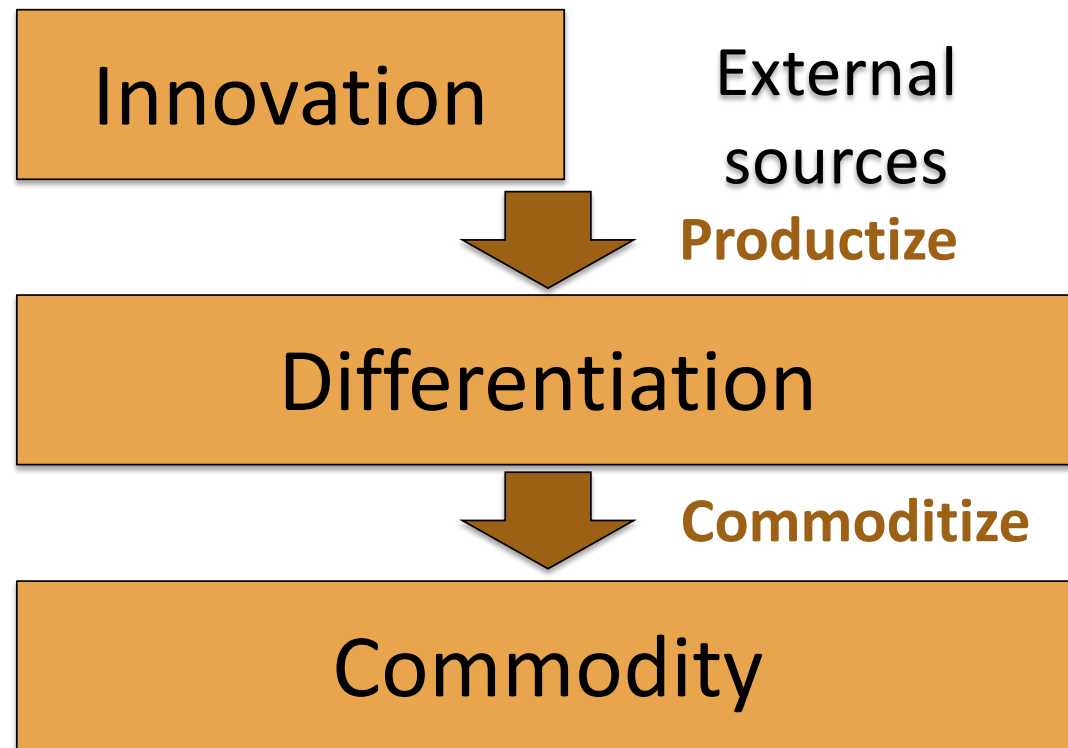 Innovation
External
sources
Productize
Differentiation
Commoditize
Commodity